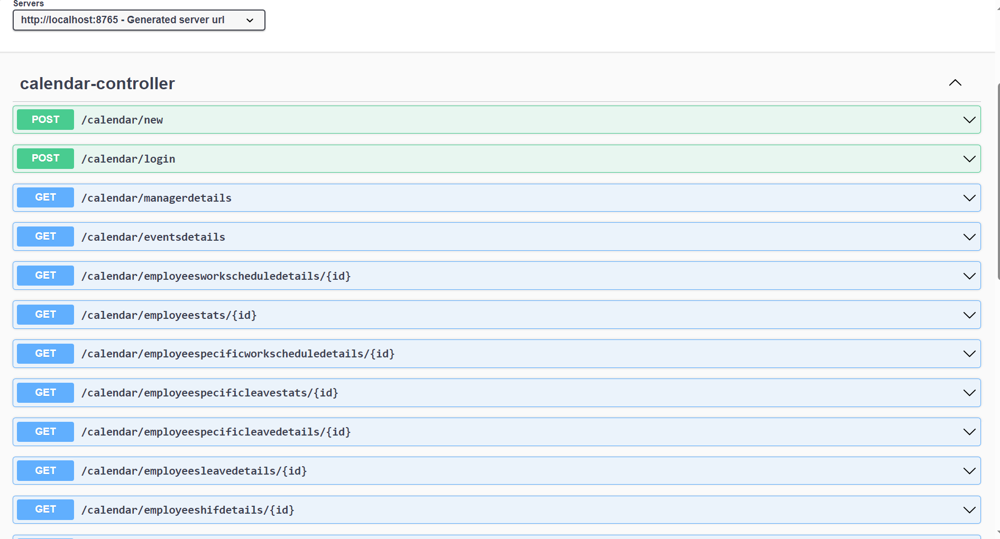 Servers
http://localhost:8765 - Generated server url
calendar-controller
POST /calendar/new
POST /calendar/login
GET /calendar/managerdetails
GET /calendar/eventsdetails
GET /calendar/employeesworkscheduledetails/{id}
GET /calendar/employeestats/{id}
GET /calendar/employeespecificworkscheduledetails/{id}
GET /calendar/employeespecificleavestats/{id}
GET /calendar/employeespecificleavedetails/{id}
GET /calendar/employeesleavedetails/{id}
GET /calendar/employeeshifdetails/{id}